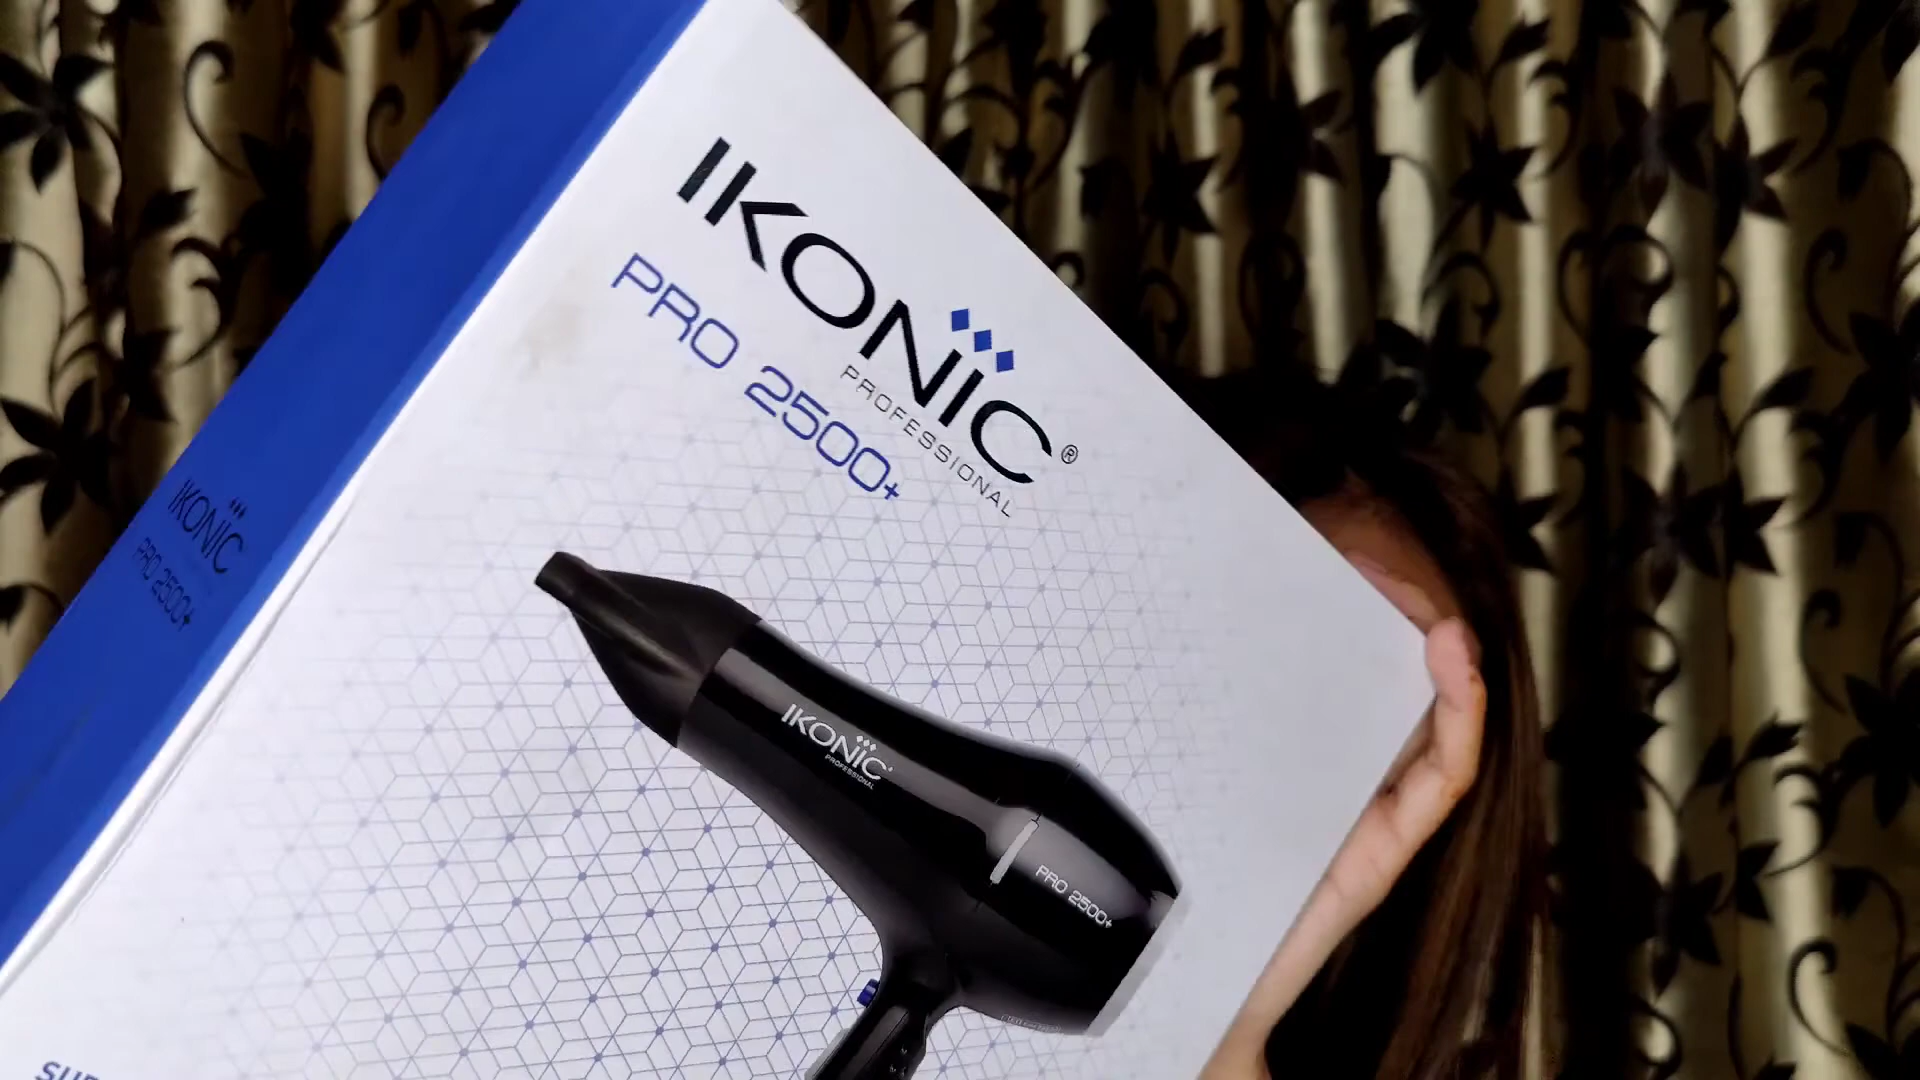 IKONIC®
PROFESSIONAL
PRO 2500+
IKONIC
PROFESSIONAL
PRO 2500+
IKONIC
PRO 2500+